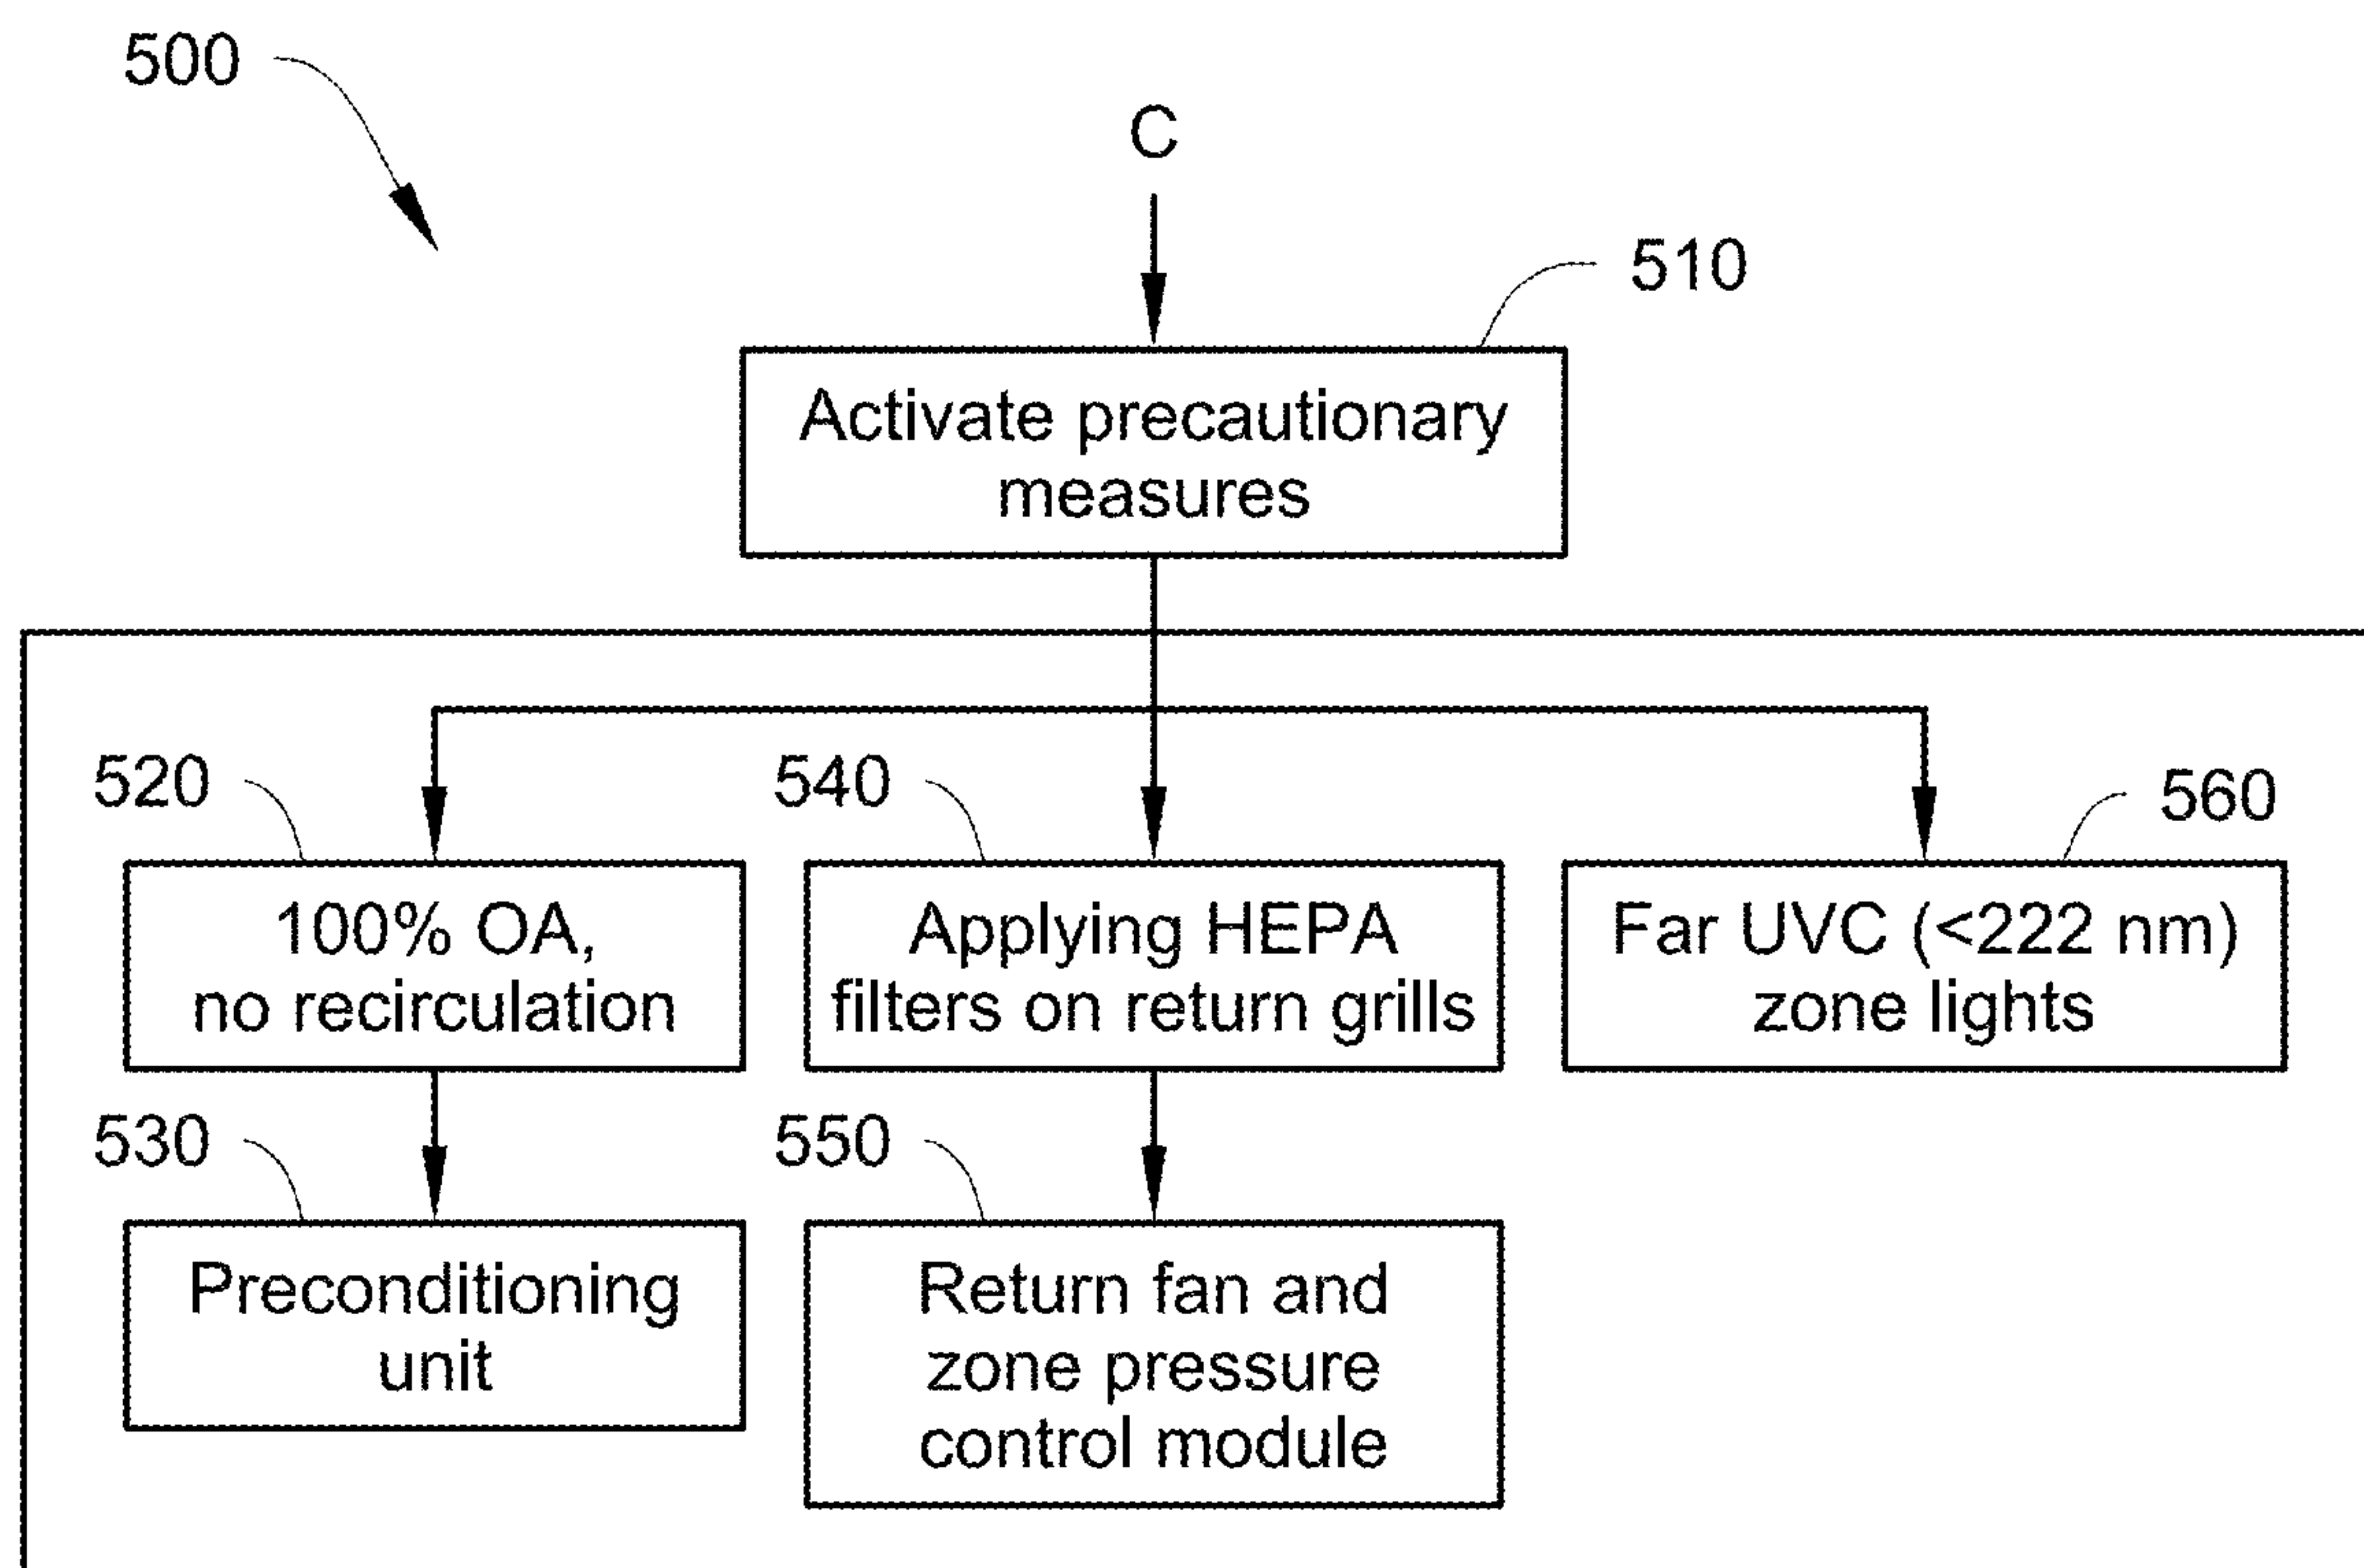 500
C
510
Activate precautionary
measures
520
540
560
100% OA,
no recirculation
Applying HEPA
filters on return grills
Far UVC (<222 nm)
zone lights
530
550
Preconditioning
unit
Return fan and
zone pressure
control module